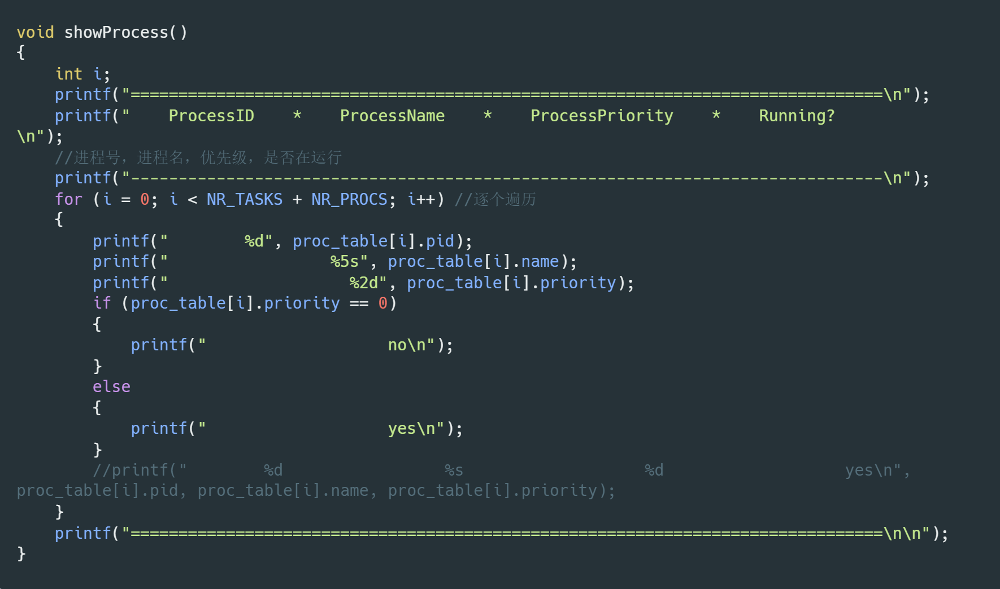 void showProcess()
{
    int i;
    printf("===============================================================================\n");
    printf("    ProcessID    *    ProcessName    *    ProcessPriority    *    Running?
\n");
    //进程号，进程名，优先级，是否在运行
    printf("-------------------------------------------------------------------------------\n");
    for (i = 0; i < NR_TASKS + NR_PROCS; i++) //逐个遍历
    {
        printf("        %d", proc_table[i].pid);
        printf("                 %5s", proc_table[i].name);
        printf("                   %2d", proc_table[i].priority);
        if (proc_table[i].priority == 0)
        {
            printf("                   no\n");
        }
        else
        {
            printf("                   yes\n");
        }
        //printf("        %d                 %s                   %d                   yes\n",
proc_table[i].pid, proc_table[i].name, proc_table[i].priority);
    }
    printf("===============================================================================\n\n");
}